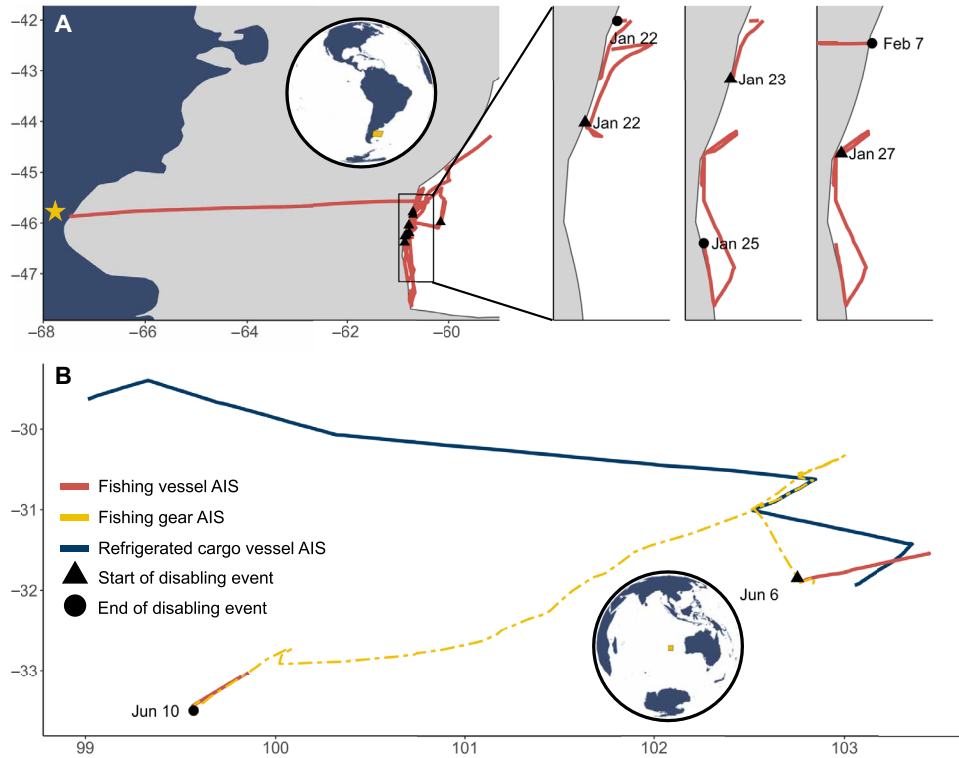 A
−42
−43
−44
−45
−46
−47
−68
−66
−64
−62
−60
Jan 22
Jan 22
Jan 23
Jan 25
Feb 7
Jan 27
B
−30
−31
−32
−33
Fishing vessel AIS
Fishing gear AIS
Refrigerated cargo vessel AIS
Start of disabling event
End of disabling event
Jun 6
Jun 10
99
100
101
102
103